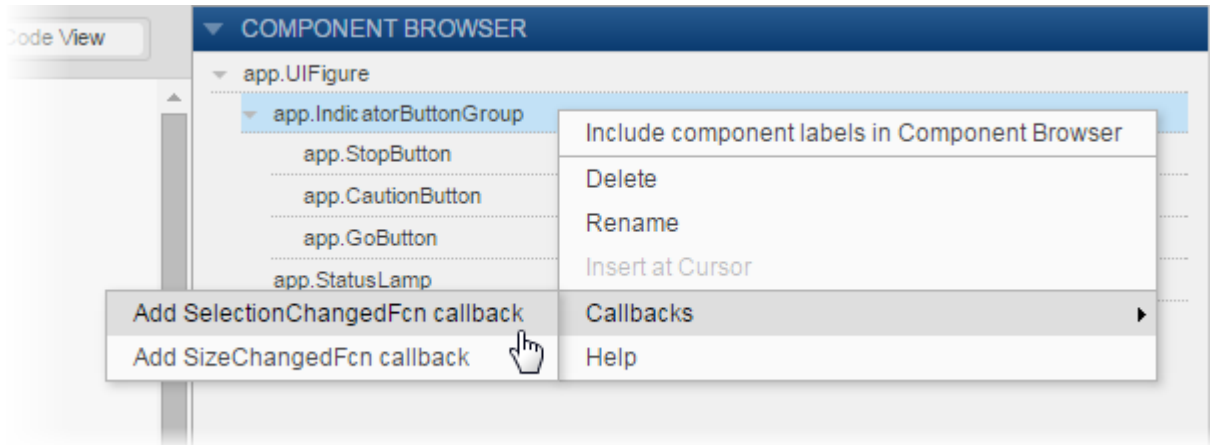 Code View
COMPONENT BROWSER
app.UIFigure
app.IndicatorButtonGroup
Include component labels in Component Browser
app.StopButton
Delete
app.CautionButton
Rename
app.GoButton
Insert at Cursor
app.StatusLamp
Add SelectionChangedFcn callback
Callbacks
Add SizeChangedFcn callback
Help